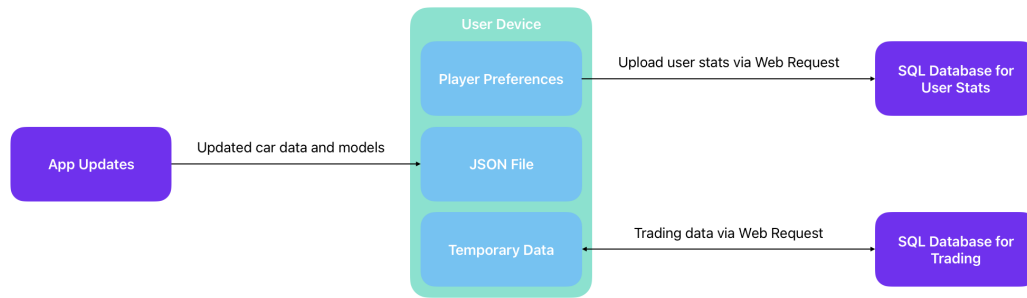 User Device
Player Preferences
Upload user stats via Web Request
SQL Database for
User Stats
App Updates
Updated car data and models
JSON File
Temporary Data
Trading data via Web Request
SQL Database for
Trading